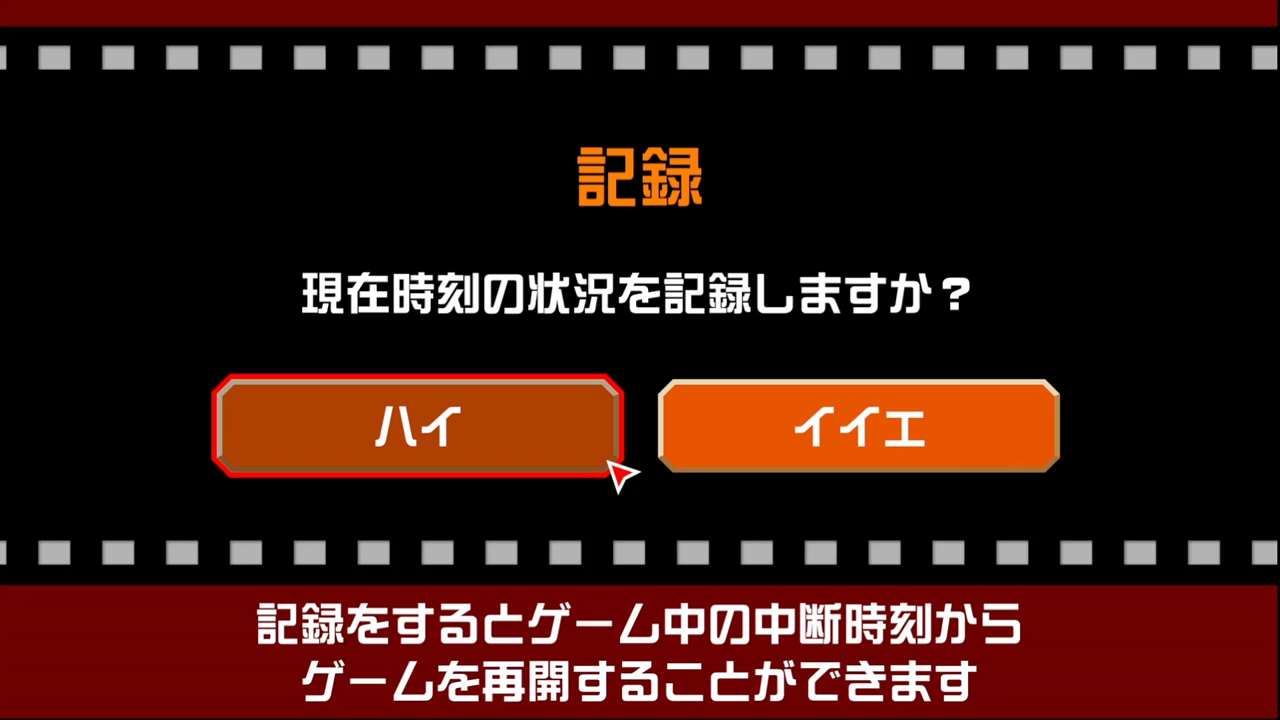 記録
現在時刻の状況を記録しますか？
ハイ
イイエ
記録をするとゲーム中の中断時刻から
ゲームを再開することができます